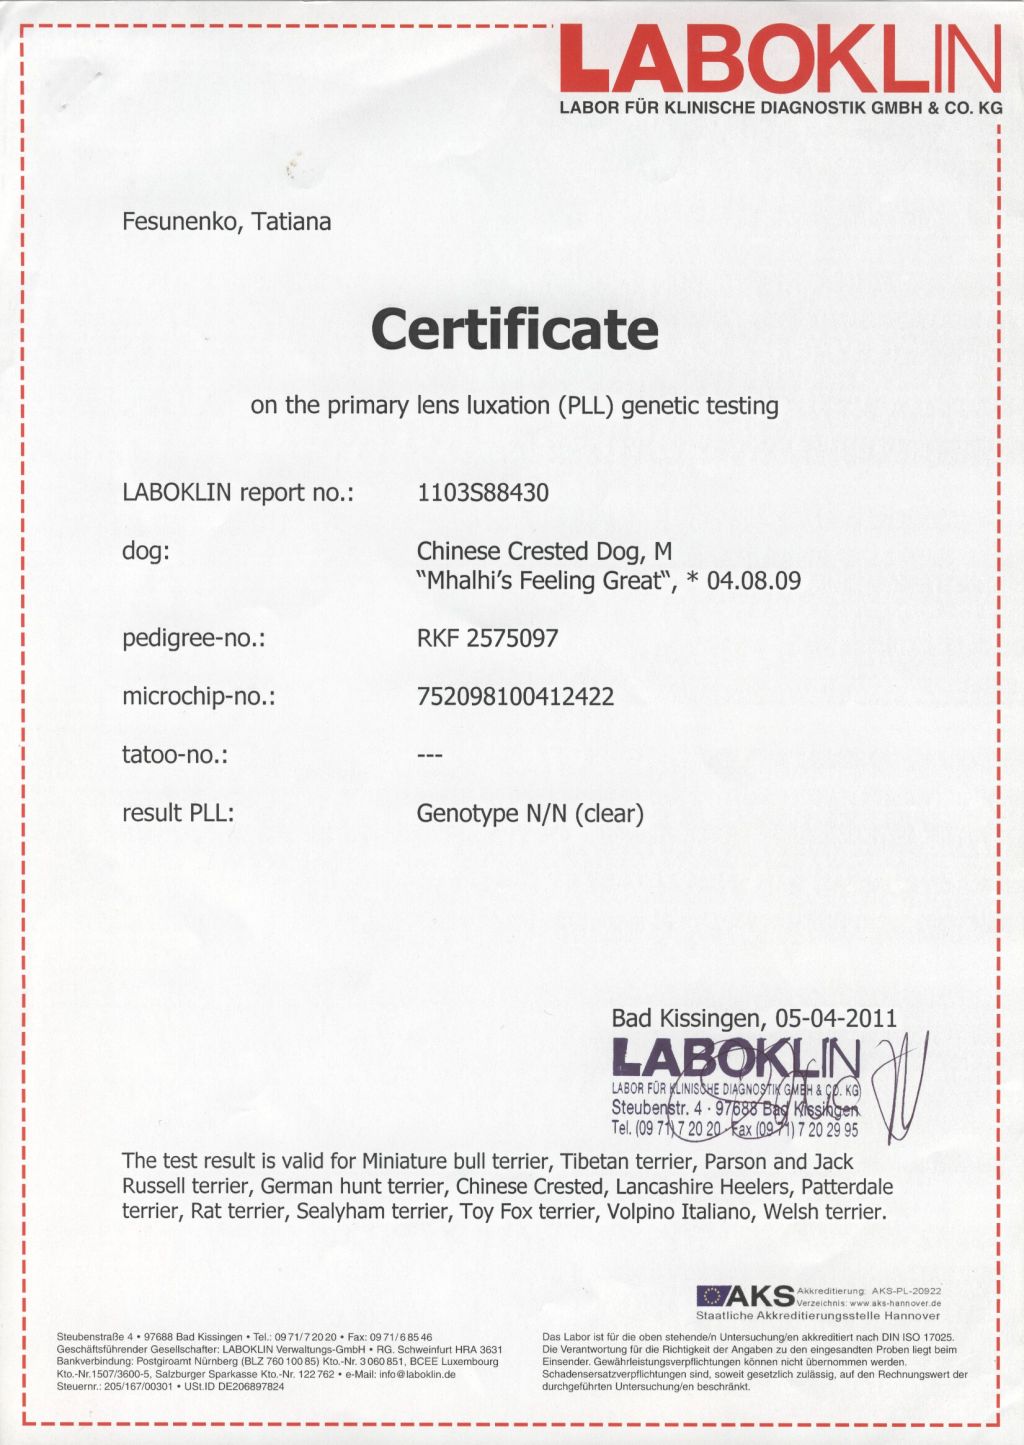 LABOKLIN
LABOR FÜR KLINISCHE DIAGNOSTIK GMBH & CO. KG
Fesunenko, Tatiana
Certificate
on the primary lens luxation (PLL) genetic testing
LABOKLIN report no.: 1103S88430
dog: Chinese Crested Dog, M
"Mhalhi's Feeling Great", * 04.08.09
pedigree-no.: RKF 2575097
microchip-no.: 752098100412422
tatoo-no.: ---
result PLL: Genotype N/N (clear)
Bad Kissingen, 05-04-2011
LABOKLIN
LABOR FÜR KLINISCHE DIAGNOSTIK GMBH & CO. KG
Steubenstr. 4 · 97688 Bad Kissingen
Tel. (09 71) 7 20 20 · Fax (09 71) 7 20 29 95
The test result is valid for Miniature bull terrier, Tibetan terrier, Parson and Jack
Russell terrier, German hunt terrier, Chinese Crested, Lancashire Heelers, Patterdale
terrier, Rat terrier, Sealyham terrier, Toy Fox terrier, Volpino Italiano, Welsh terrier.
AKS
Akkreditierung: AKS-PL-20922
Verzeichnis: www.aks-hannover.de
Staatliche Akkreditierungsstelle Hannover
Steubenstraße 4 • 97688 Bad Kissingen • Tel.: 09 71/7 20 20 • Fax: 09 71/6 85 46
Geschäftsführender Gesellschafter: LABOKLIN Verwaltungs-GmbH • RG. Schweinfurt HRA 3631
Bankverbindung: Postgiroamt Nürnberg (BLZ 760 100 85) Kto.-Nr. 3 060 851, BCEE Luxembourg
Kto.-Nr.1507/3600-5, Salzburger Sparkasse Kto.-Nr. 122 762 • e-Mail: info@laboklin.de
Steuernr.: 205/167/00301 • USt.ID DE206897824
Das Labor ist für die oben stehende/n Untersuchung/en akkreditiert nach DIN ISO 17025.
Die Verantwortung für die Richtigkeit der Angaben zu den eingesandten Proben liegt beim
Einsender. Gewährleistungsverpflichtungen können nicht übernommen werden.
Schadensersatzverpflichtungen sind, soweit gesetzlich zulässig, auf den Rechnungswert der
durchgeführten Untersuchung/en beschränkt.